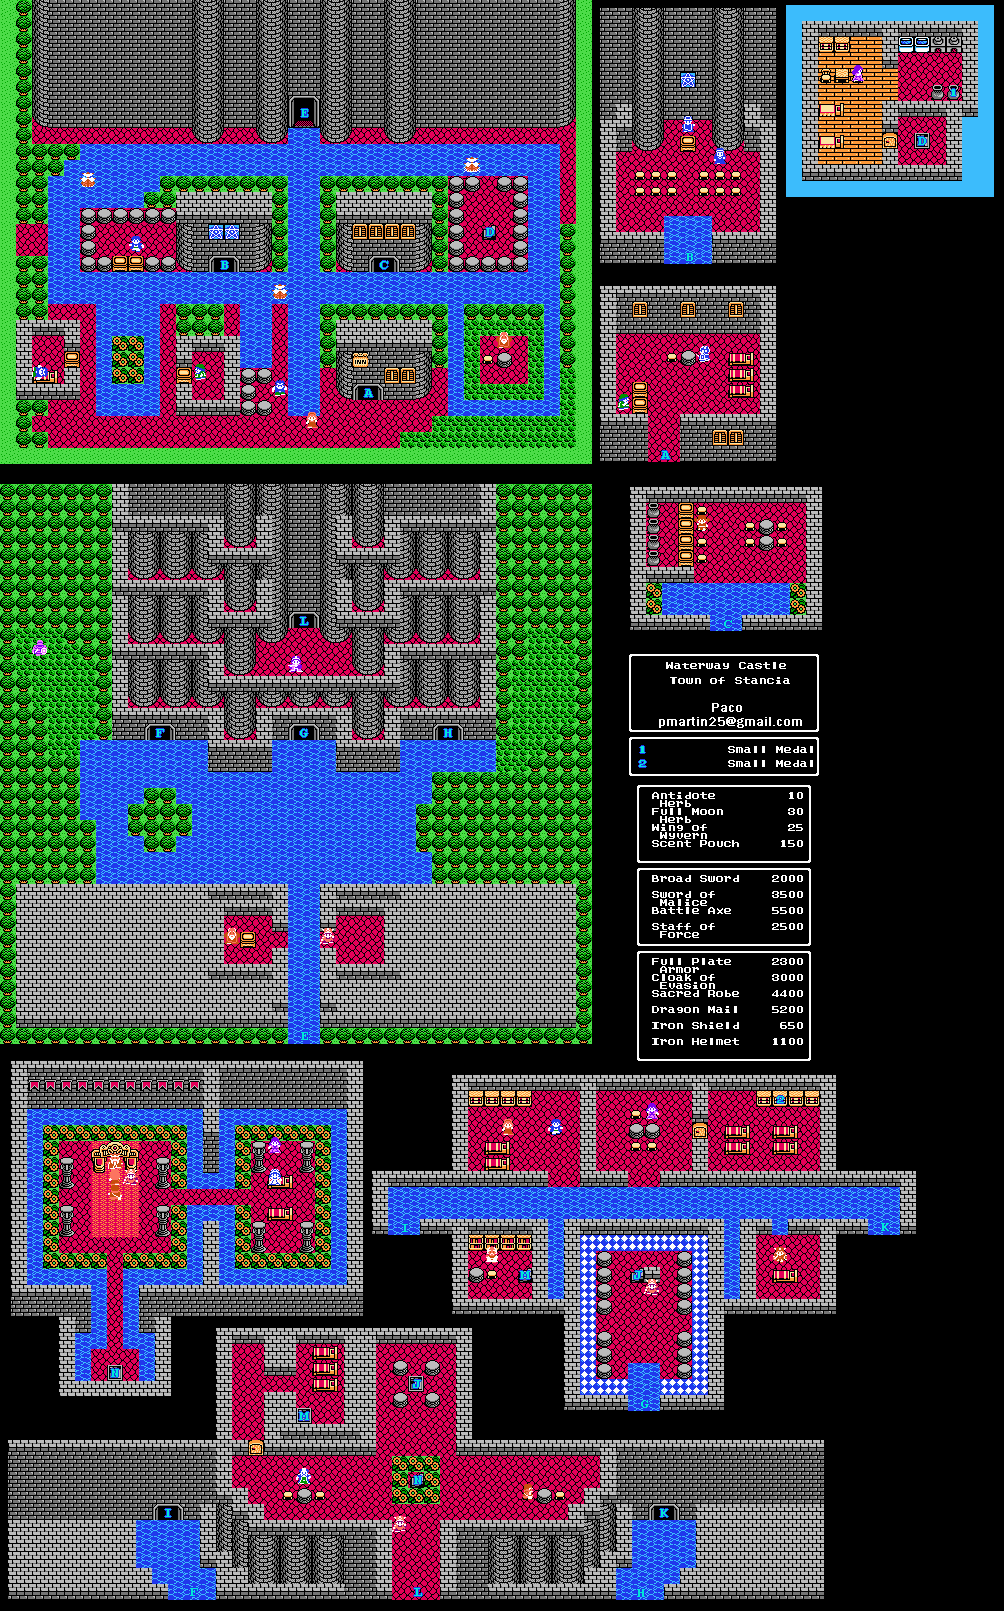 E
B
D
B
C
D
INN
A
A
L
C
F
G
H
Waterway Castle
Town of Stancia
Paco
pmartin25@gmail.com
1 Small Medal
2 Small Medal
Antidote 10
Herb
Full Moon 30
Herb
Wing of 25
Wyvern
Scent Pouch 150
Broad Sword 2000
Sword of 3500
Malice
Battle Axe 5500
Staff of 2500
Force
Full Plate 2300
Armor
Cloak of 3000
Evasion
Sacred Robe 4400
Dragon Mail 5200
Iron Shield 650
Iron Helmet 1100
E
2
I
K
J
M
N
G
I
K
F
L
H